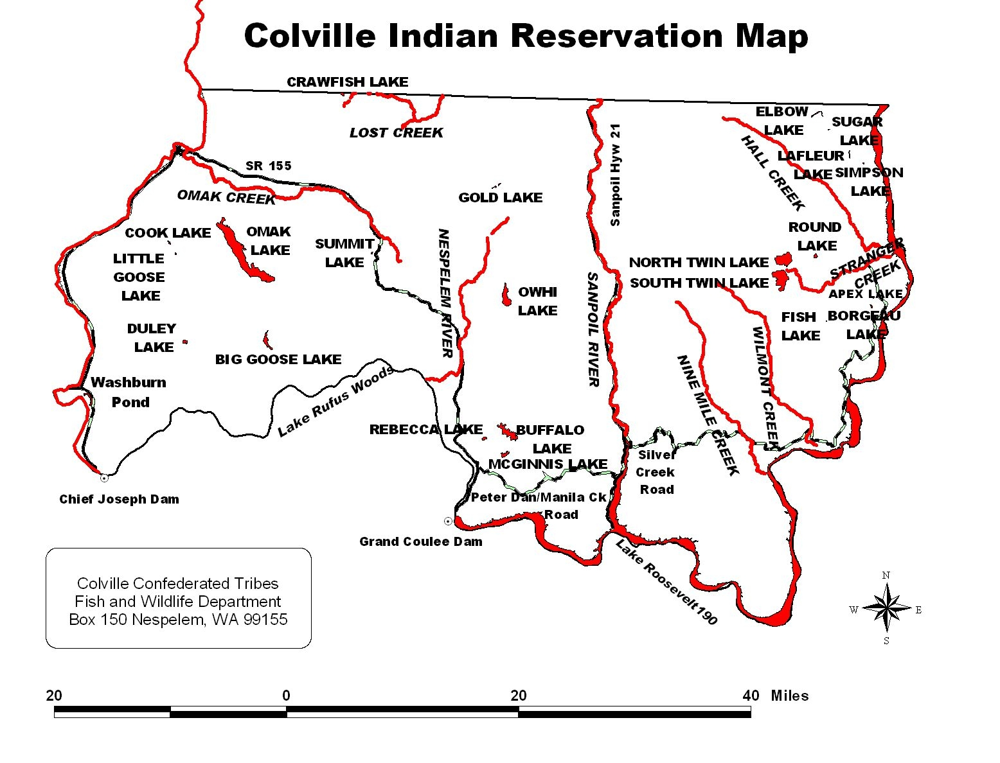 Colville Indian Reservation Map
CRAWFISH LAKE
LOST CREEK
ELBOW
LAKE
SUGAR
LAKE
HALL CREEK
LAFLEUR
LAKE
SIMPSON
LAKE
Sanpoil Hyw 21
SR 155
OMAK CREEK
GOLD LAKE
COOK LAKE
OMAK
LAKE
SUMMIT
LAKE
NESPELEM RIVER
ROUND
LAKE
LITTLE
GOOSE
LAKE
NORTH TWIN LAKE
SOUTH TWIN LAKE
STRANGER
CREEK
APEX LAKE
OWHI
LAKE
SANPOIL RIVER
FISH
LAKE
BORGEAU
LAKE
DULEY
LAKE
BIG GOOSE LAKE
WILMONT CREEK
NINE MILE CREEK
Washburn
Pond
Lake Rufus Woods
REBECCA LAKE
BUFFALO
LAKE
MCGINNIS LAKE
Silver
Creek
Road
Peter Dan/Manila Ck
Road
Chief Joseph Dam
Grand Coulee Dam
Lake Roosevelt190
Colville Confederated Tribes
Fish and Wildlife Department
Box 150 Nespelem, WA 99155
N
W E
S
20 0 20 40 Miles